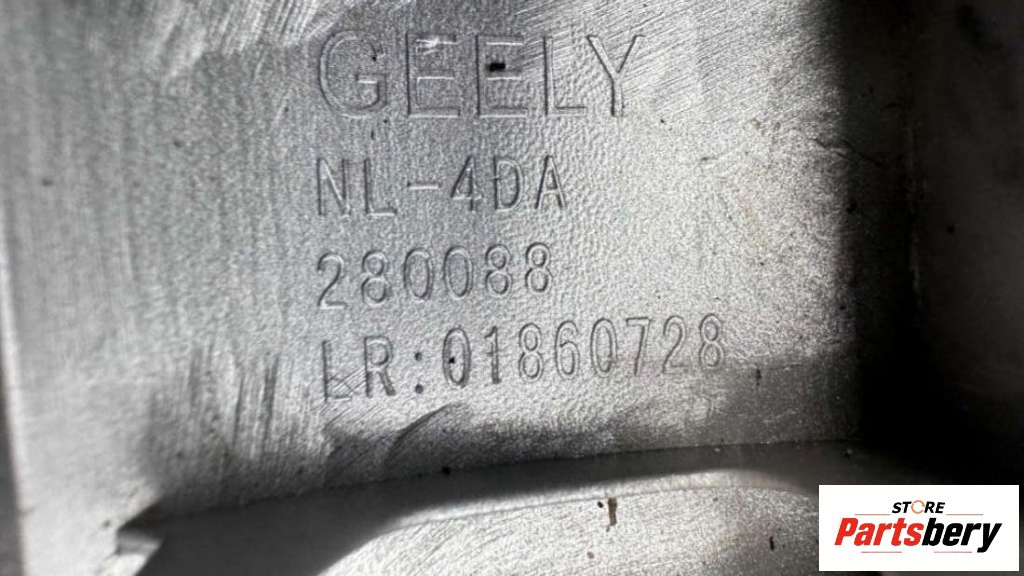 GEELY
NL-4DA
280088
LR:01860728
STORE
Partsbery